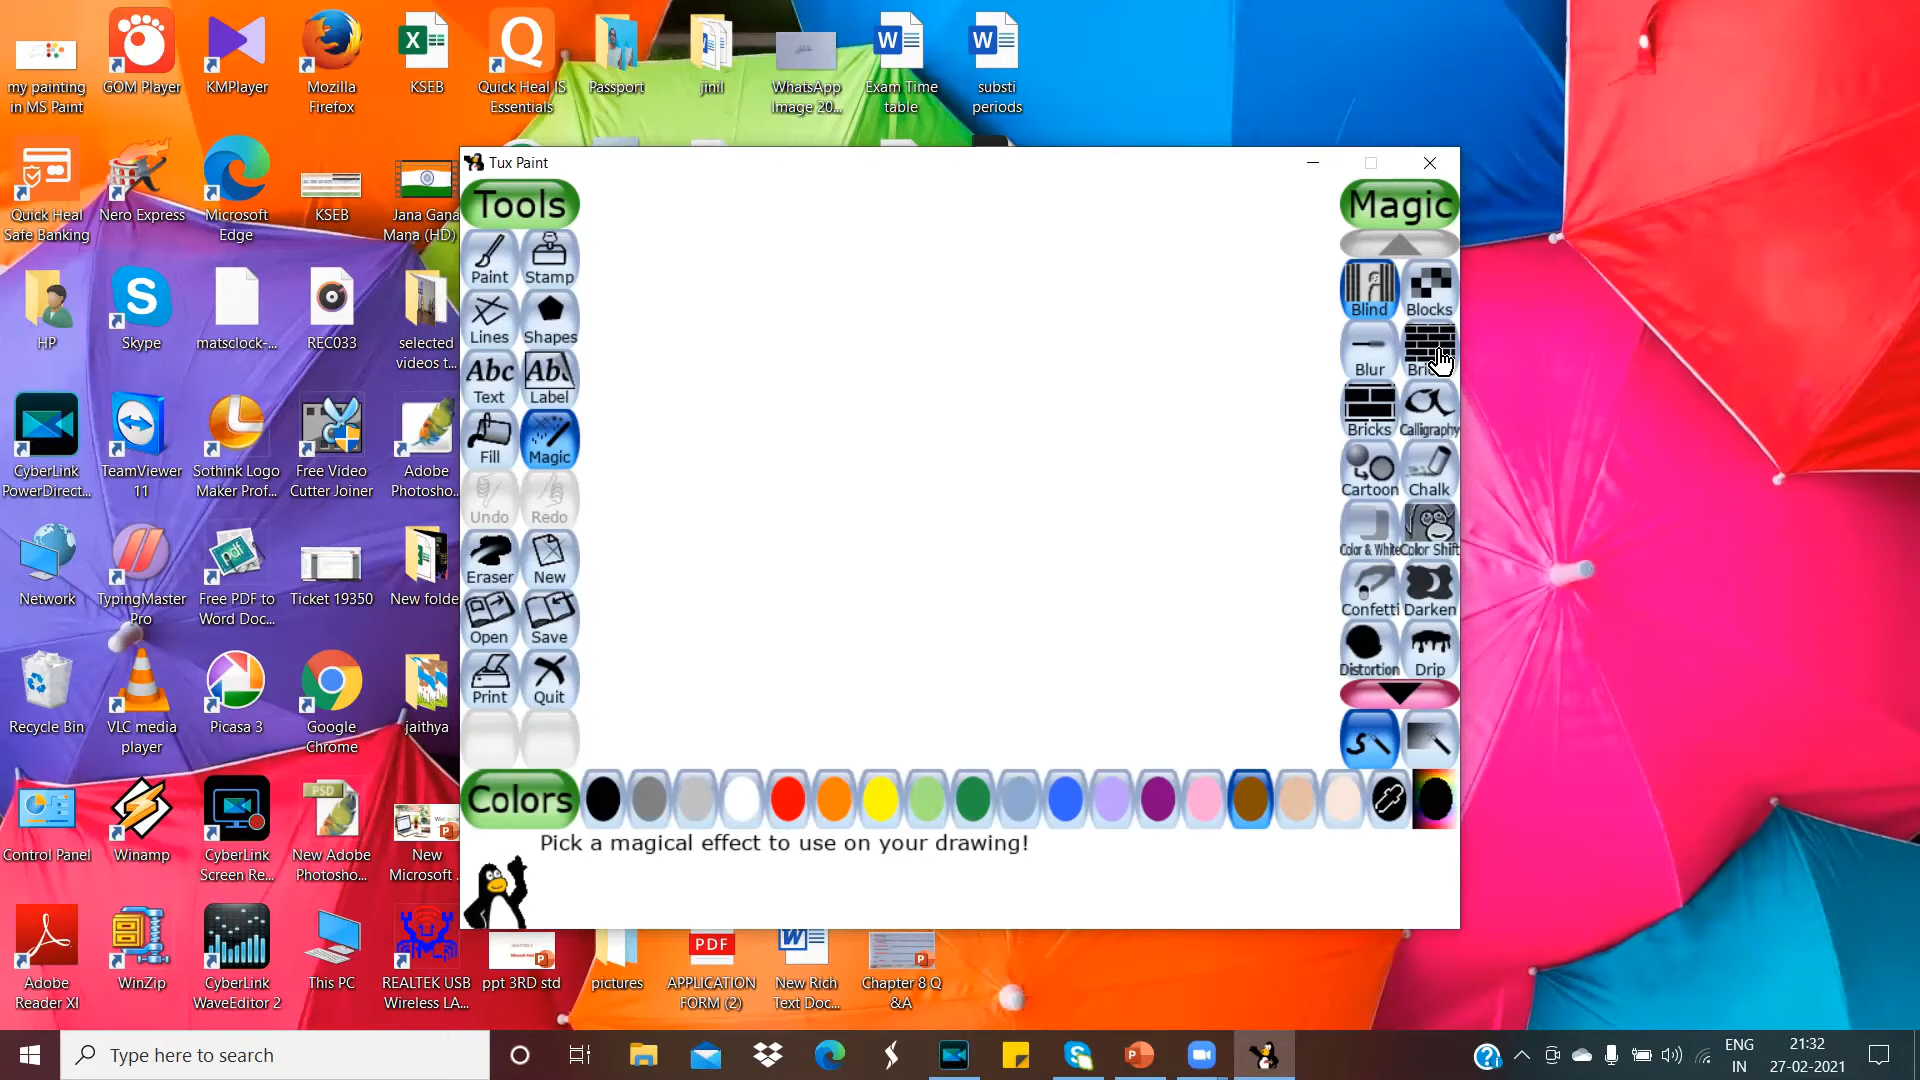 my painting
in MS Paint
GOM Player
KMPlayer
Mozilla
Firefox
KSEB
Quick Heal IS
Essentials
Passport
jinil
WhatsApp
Image 20...
Exam Time
table
substi
periods
Quick Heal
Safe Banking
Nero Express
Microsoft
Edge
KSEB
Jana Gana
Mana (HD)
HP
Skype
matsclock-...
REC033
selected
videos t...
CyberLink
PowerDirect...
TeamViewer
11
Sothink Logo
Maker Prof...
Free Video
Cutter Joiner
Adobe
Photosho...
Network
TypingMaster
Pro
Free PDF to
Word Doc...
Ticket 19350
New folde
Recycle Bin
VLC media
player
Picasa 3
Google
Chrome
jaithya
Control Panel
Winamp
CyberLink
Screen Re...
New Adobe
Photosho...
New
Microsoft
Adobe
Reader XI
WinZip
CyberLink
WaveEditor 2
This PC
REALTEK USB
Wireless LA...
ppt 3RD std
pictures
PDF
APPLICATION
FORM (2)
New Rich
Text Doc...
Chapter 8 Q
&A
Tux Paint
Tools
Paint
Stamp
Lines
Shapes
Abc
Text
Label
Fill
Magic
Undo
Redo
Eraser
New
Open
Save
Print
Quit
Magic
Blind
Blocks
Blur
Bricks
Calligraphy
Cartoon
Chalk
Color & White
Color Shift
Confetti
Darken
Distortion
Drip
Colors
Pick a magical effect to use on your drawing!
Type here to search
ENG
IN
21:32
27-02-2021